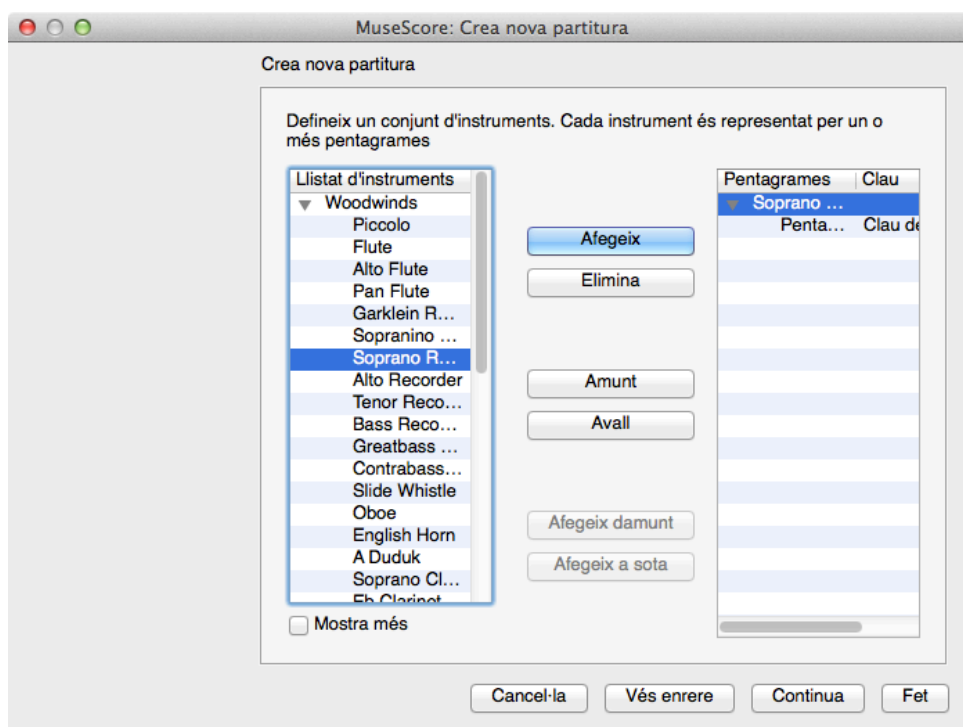 MuseScore: Crea nova partitura
Crea nova partitura
Defineix un conjunt d'instruments. Cada instrument és representat per un o
més pentagrames
Llistat d'instruments
Woodwinds
Piccolo
Flute
Alto Flute
Pan Flute
Garklein R...
Sopranino ...
Soprano R...
Alto Recorder
Tenor Reco...
Bass Reco...
Greatbass ...
Contrabass...
Slide Whistle
Oboe
English Horn
A Duduk
Soprano Cl...
Eb Clarinet
Mostra més
Afegeix
Elimina
Amunt
Avall
Afegeix damunt
Afegeix a sota
Pentagrames Clau
Soprano ...
Penta... Clau de
Cancel·la Vés enrere Continua Fet